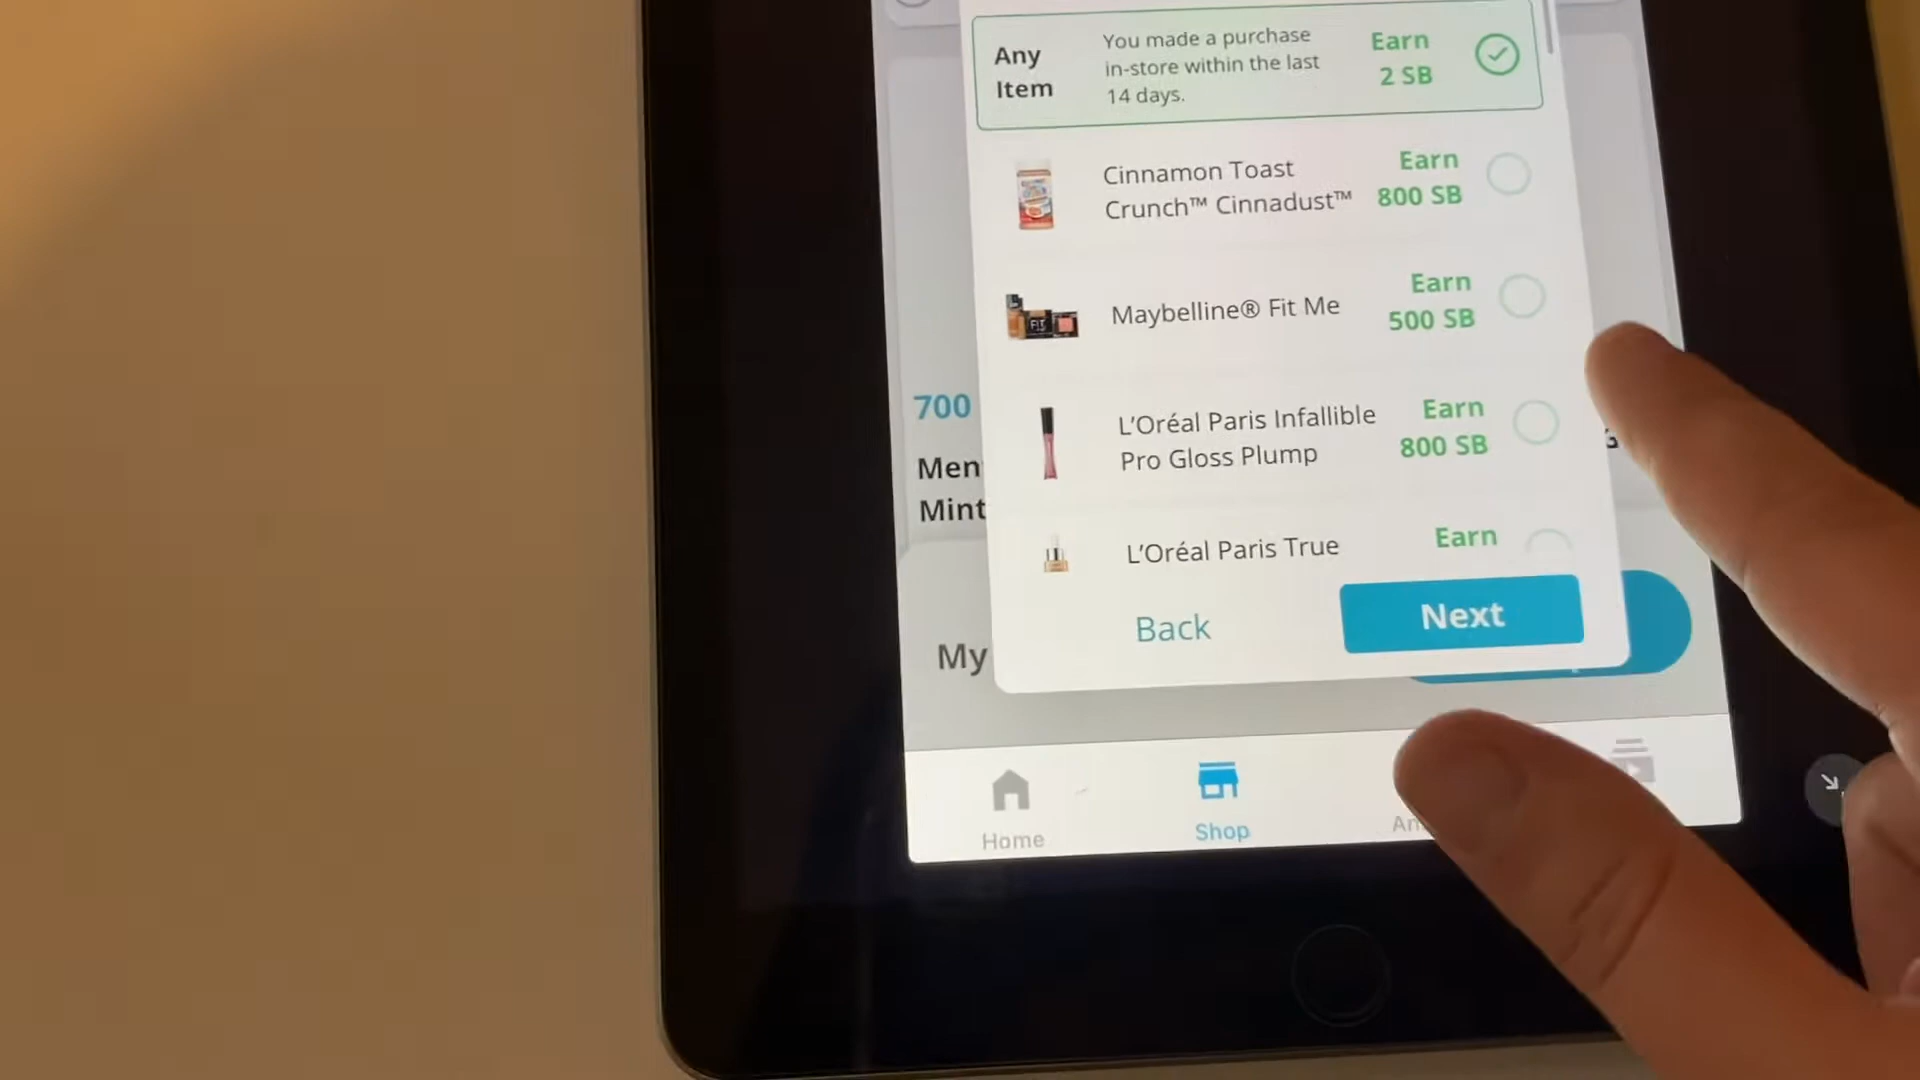 Any
Item
You made a purchase
in-store within the last
14 days.
Earn
2 SB
Cinnamon Toast
Crunch™ Cinnadust™
Earn
800 SB
Maybelline® Fit Me
Earn
500 SB
L'Oréal Paris Infallible
Pro Gloss Plump
Earn
800 SB
L'Oréal Paris True
Earn
Back
Next
700
Men
Mint
My
Home
Shop